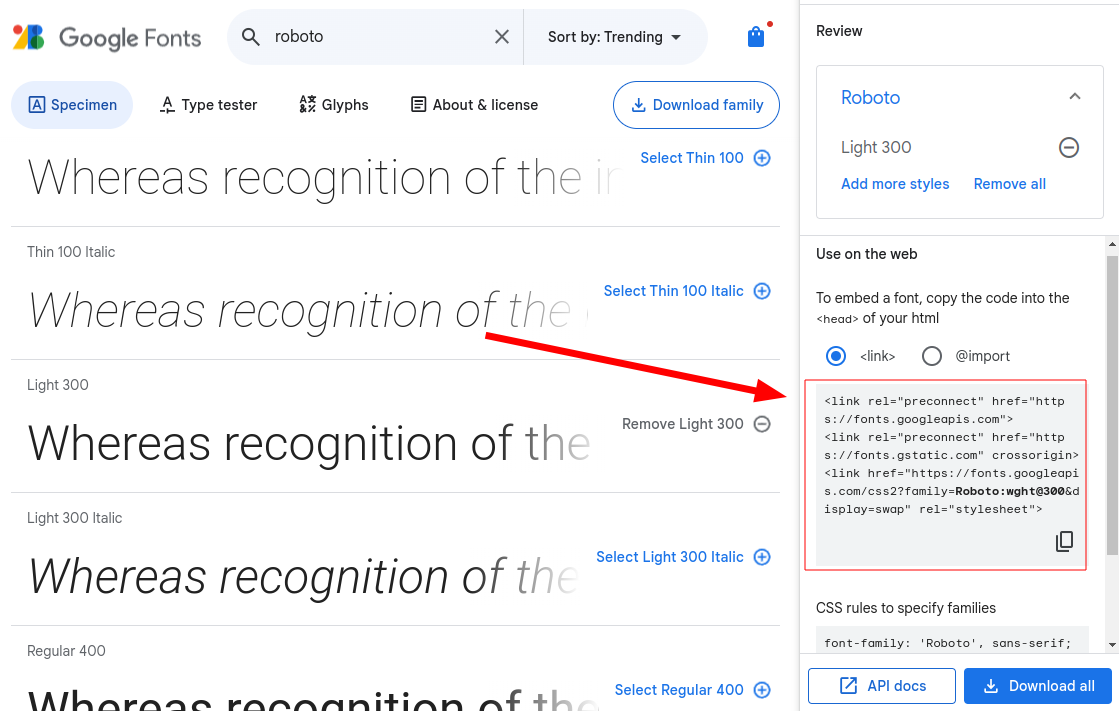 Google Fonts
roboto
Sort by: Trending
Specimen
Type tester
Glyphs
About & license
Download family
Whereas recognition of the in
Select Thin 100
Thin 100 Italic
Whereas recognition of the
Select Thin 100 Italic
Light 300
Whereas recognition of the
Remove Light 300
Light 300 Italic
Whereas recognition of the
Select Light 300 Italic
Regular 400
Whereas recognition of the
Select Regular 400
Review
Roboto
Light 300
Add more styles Remove all
Use on the web
To embed a font, copy the code into the
<head> of your html
<link> @import
<link rel="preconnect" href="http
s://fonts.googleapis.com">
<link rel="preconnect" href="http
s://fonts.gstatic.com" crossorigin>
<link href="https://fonts.googleapi
s.com/css2?family=Roboto:wght@300&d
isplay=swap" rel="stylesheet">
CSS rules to specify families
font-family: 'Roboto', sans-serif;
API docs
Download all